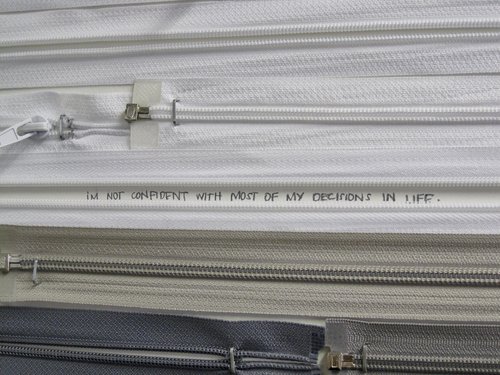 iM NOT CONFIDENT WITH MOST OF MY DECISIONS IN LIFE.